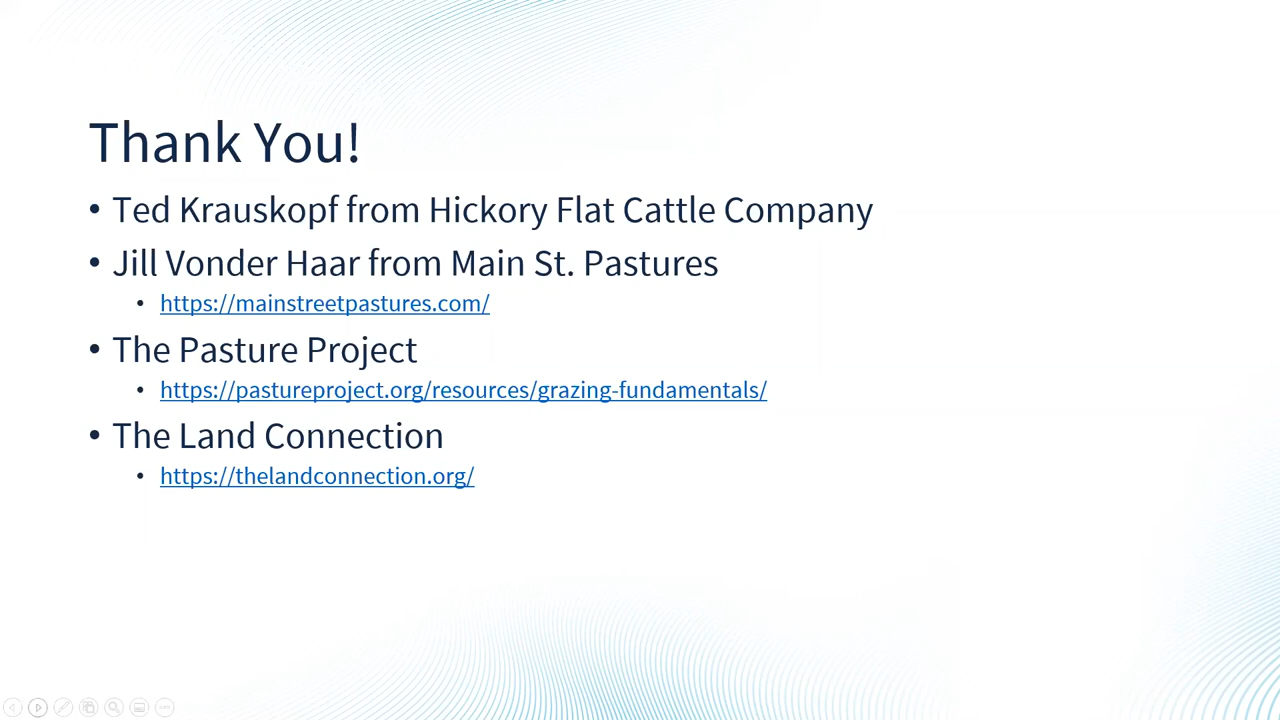 Thank You!
• Ted Krauskopf from Hickory Flat Cattle Company
• Jill Vonder Haar from Main St. Pastures
• https://mainstreetpastures.com/
• The Pasture Project
• https://pastureproject.org/resources/grazing-fundamentals/
• The Land Connection
• https://thelandconnection.org/